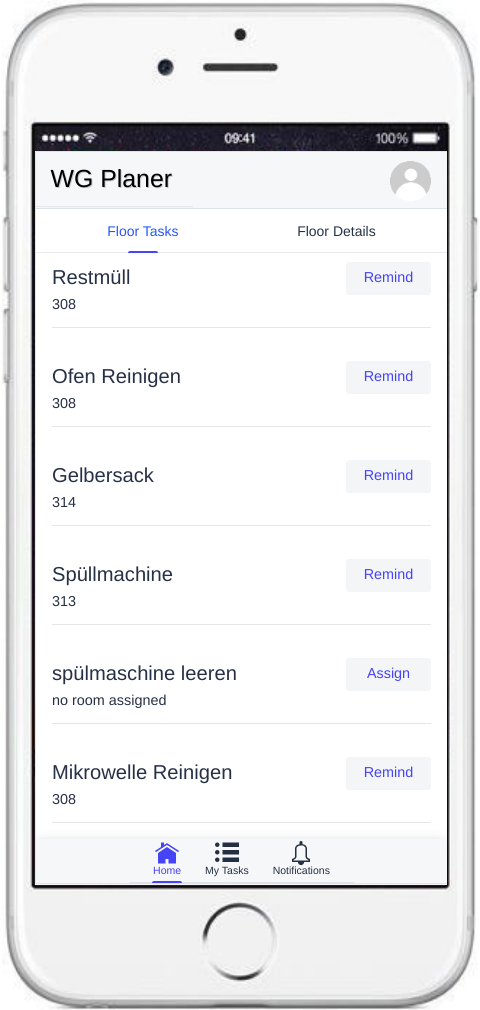 09:41
100%
WG Planer
Floor Tasks
Floor Details
Restmüll
Remind
308
Ofen Reinigen
Remind
308
Gelbersack
Remind
314
Spüllmachine
Remind
313
spülmaschine leeren
Assign
no room assigned
Mikrowelle Reinigen
Remind
308
Home
My Tasks
Notifications